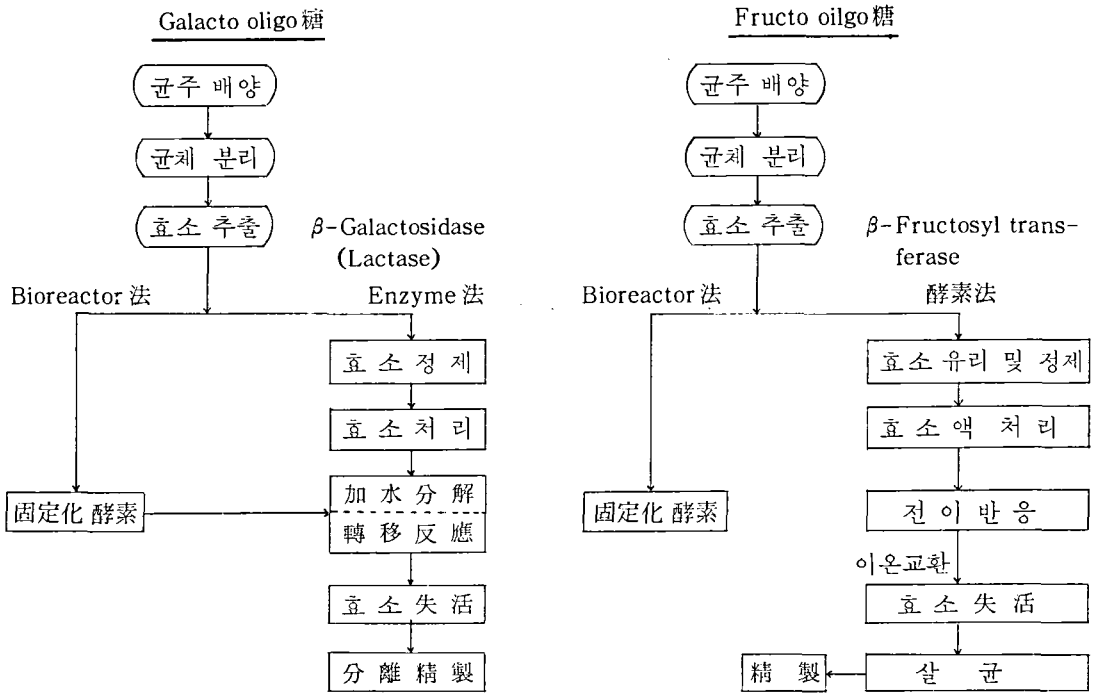 Galacto oligo糖
균주 배양
균체 분리
효소 추출
β-Galactosidase
(Lactase)
Bioreactor 法
Enzyme 法
효 소 정 제
효 소 처 리
加 水 分 解
轉 移 反 應
固定化 酵素
효 소 失 活
分 離 精 製
Fructo oilgo糖
균주 배양
균체 분리
효소 추출
β-Fructosyl trans-
ferase
Bioreactor 法
酵素法
효소 유리 및 정제
효소액 처리
固定化 酵素
전 이 반 응
이온교환
효 소 失 活
살 균
精 製